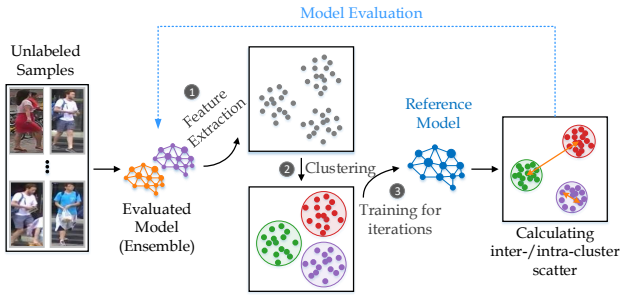 Model Evaluation
Unlabeled
Samples
1
Feature
Extraction
Reference
Model
2
Clustering
3
Training for
iterations
Evaluated
Model
(Ensemble)
Calculating
inter-/intra-cluster
scatter